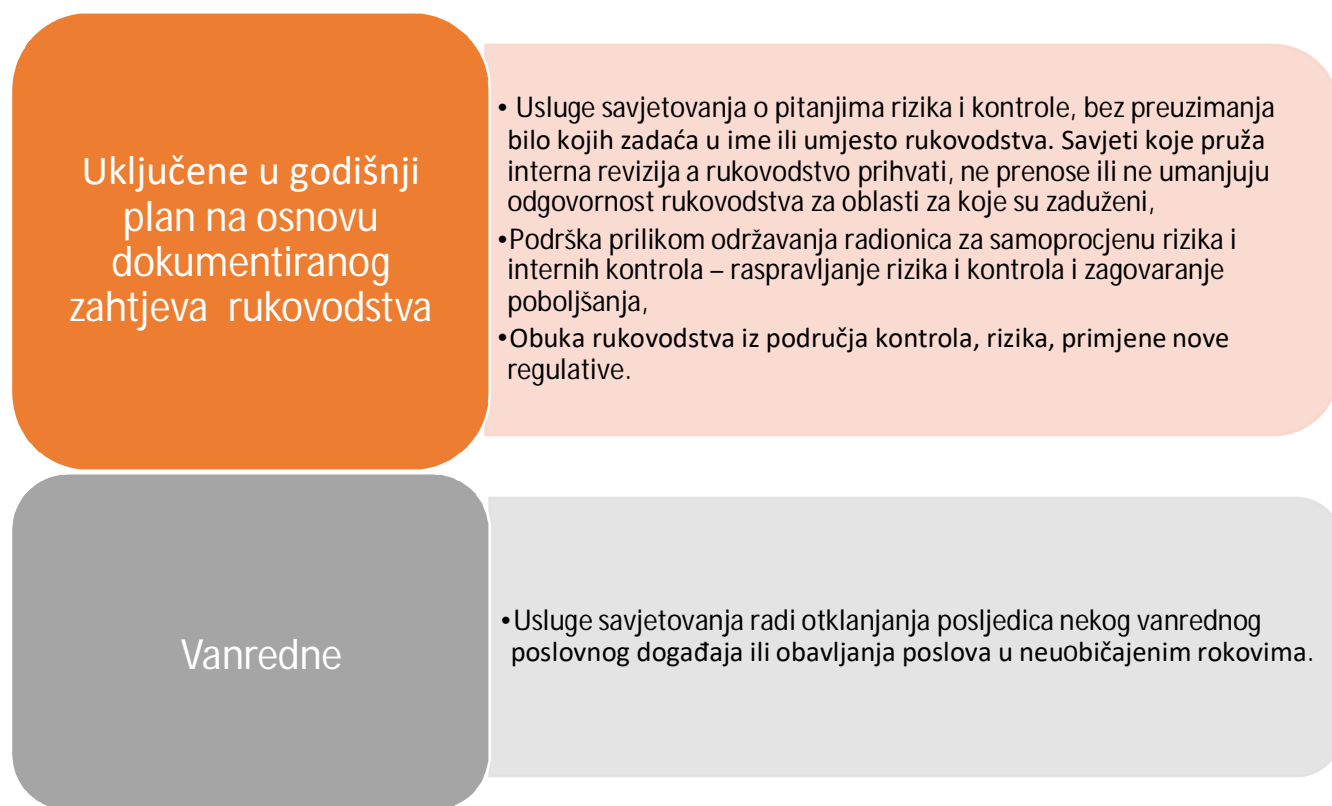 Uključene u godišnji
plan na osnovu
dokumentiranog
zahtjeva rukovodstva
• Usluge savjetovanja o pitanjima rizika i kontrole, bez preuzimanja
bilo kojih zadaća u ime ili umjesto rukovodstva. Savjeti koje pruža
interna revizija a rukovodstvo prihvati, ne prenose ili ne umanjuju
odgovornost rukovodstva za oblasti za koje su zaduženi,
•Podrška prilikom održavanja radionica za samoprocjenu rizika i
internih kontrola – raspravljanje rizika i kontrola i zagovaranje
poboljšanja,
•Obuka rukovodstva iz područja kontrola, rizika, primjene nove
regulative.
Vanredne
•Usluge savjetovanja radi otklanjanja posljedica nekog vanrednog
poslovnog događaja ili obavljanja poslova u neuobičajenim rokovima.